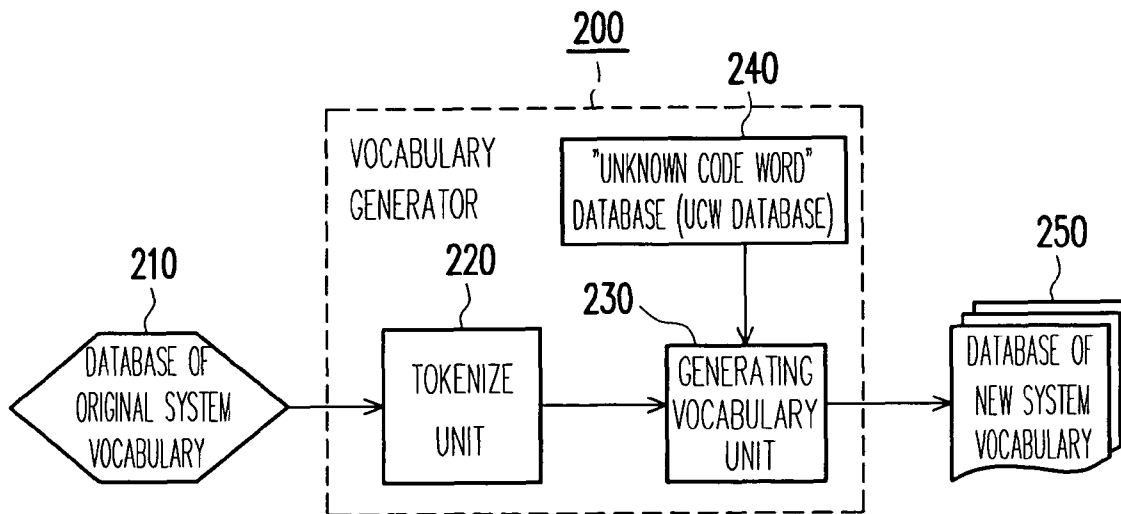 200
240
VOCABULARY
GENERATOR
"UNKNOWN CODE WORD"
DATABASE (UCW DATABASE)
210
220
230
250
DATABASE OF
ORIGINAL SYSTEM
VOCABULARY
TOKENIZE
UNIT
GENERATING
VOCABULARY
UNIT
DATABASE OF
NEW SYSTEM
VOCABULARY